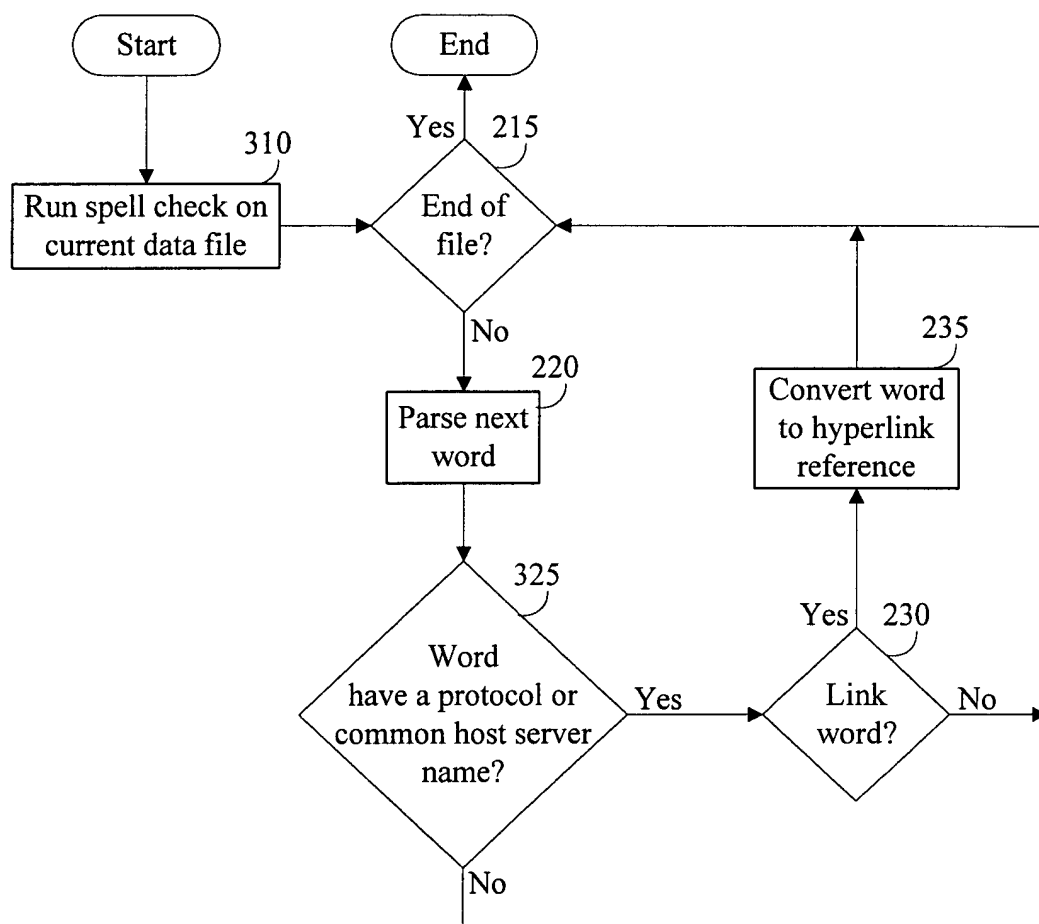 Start
End
Yes
215
310
Run spell check on
current data file
End of
file?
No
220
Parse next
word
235
Convert word
to hyperlink
reference
325
Word
have a protocol or
common host server
name?
Yes
Yes
230
Link
word?
No
No